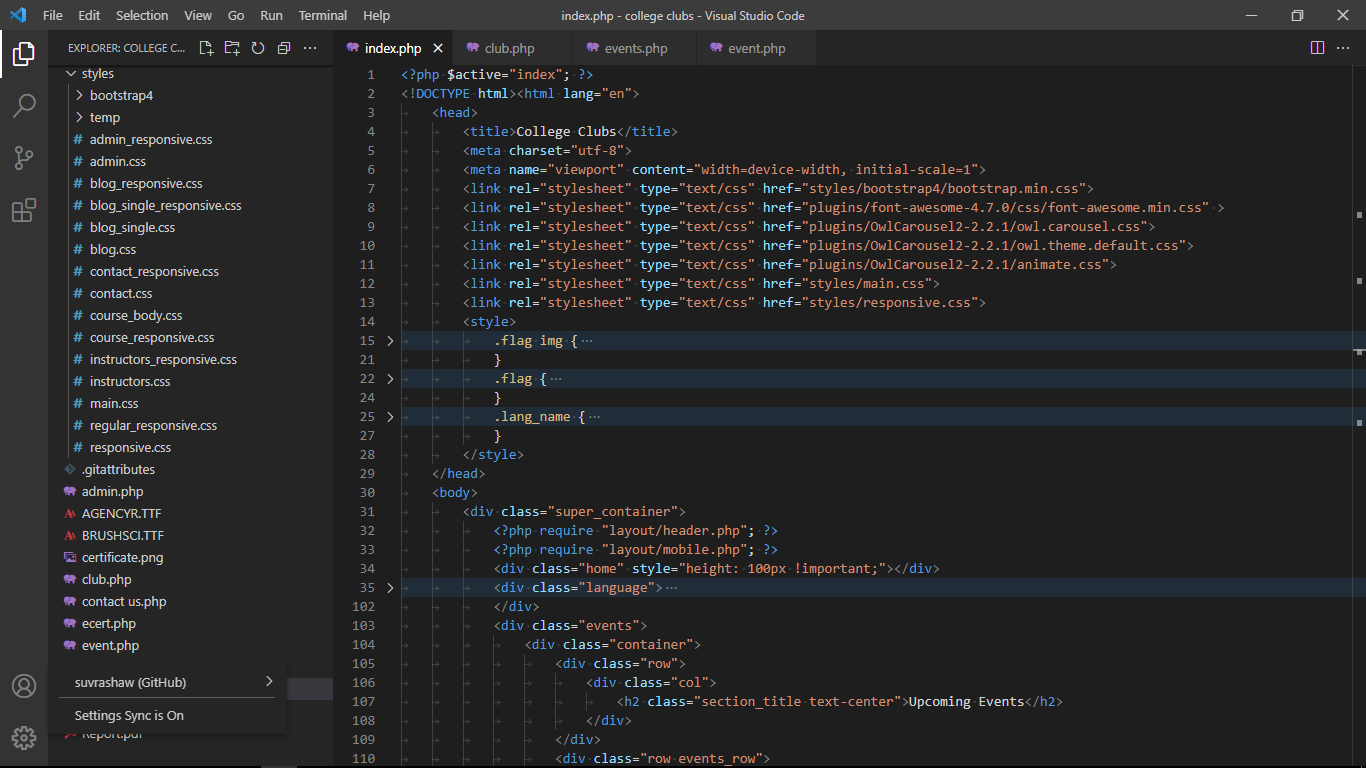 File Edit Selection View Go Run Terminal Help
index.php - college clubs - Visual Studio Code
EXPLORER: COLLEGE C...
index.php club.php events.php event.php
styles
bootstrap4
temp
# admin_responsive.css
# admin.css
# blog_responsive.css
# blog_single_responsive.css
# blog_single.css
# blog.css
# contact_responsive.css
# contact.css
# course_body.css
# course_responsive.css
# instructors_responsive.css
# instructors.css
# main.css
# regular_responsive.css
# responsive.css
.gitattributes
admin.php
AGENCYR.TTF
BRUSHSCI.TTF
certificate.png
club.php
contact us.php
ecert.php
event.php
suvrashaw (GitHub)
Settings Sync is On
Report.pdf
1 <?php $active="index"; ?>
2 <!DOCTYPE html><html lang="en">
3 <head>
4 <title>College Clubs</title>
5 <meta charset="utf-8">
6 <meta name="viewport" content="width=device-width, initial-scale=1">
7 <link rel="stylesheet" type="text/css" href="styles/bootstrap4/bootstrap.min.css">
8 <link rel="stylesheet" type="text/css" href="plugins/font-awesome-4.7.0/css/font-awesome.min.css" >
9 <link rel="stylesheet" type="text/css" href="plugins/OwlCarousel2-2.2.1/owl.carousel.css">
10 <link rel="stylesheet" type="text/css" href="plugins/OwlCarousel2-2.2.1/owl.theme.default.css">
11 <link rel="stylesheet" type="text/css" href="plugins/OwlCarousel2-2.2.1/animate.css">
12 <link rel="stylesheet" type="text/css" href="styles/main.css">
13 <link rel="stylesheet" type="text/css" href="styles/responsive.css">
14 <style>
15 .flag img {...
21 }
22 .flag {...
24 }
25 .lang_name {...
27 }
28 </style>
29 </head>
30 <body>
31 <div class="super_container">
32 <?php require "layout/header.php"; ?>
33 <?php require "layout/mobile.php"; ?>
34 <div class="home" style="height: 100px !important;"></div>
35 <div class="language">...
102 </div>
103 <div class="events">
104 <div class="container">
105 <div class="row">
106 <div class="col">
107 <h2 class="section_title text-center">Upcoming Events</h2>
108 </div>
109 </div>
110 <div class="row events_row">